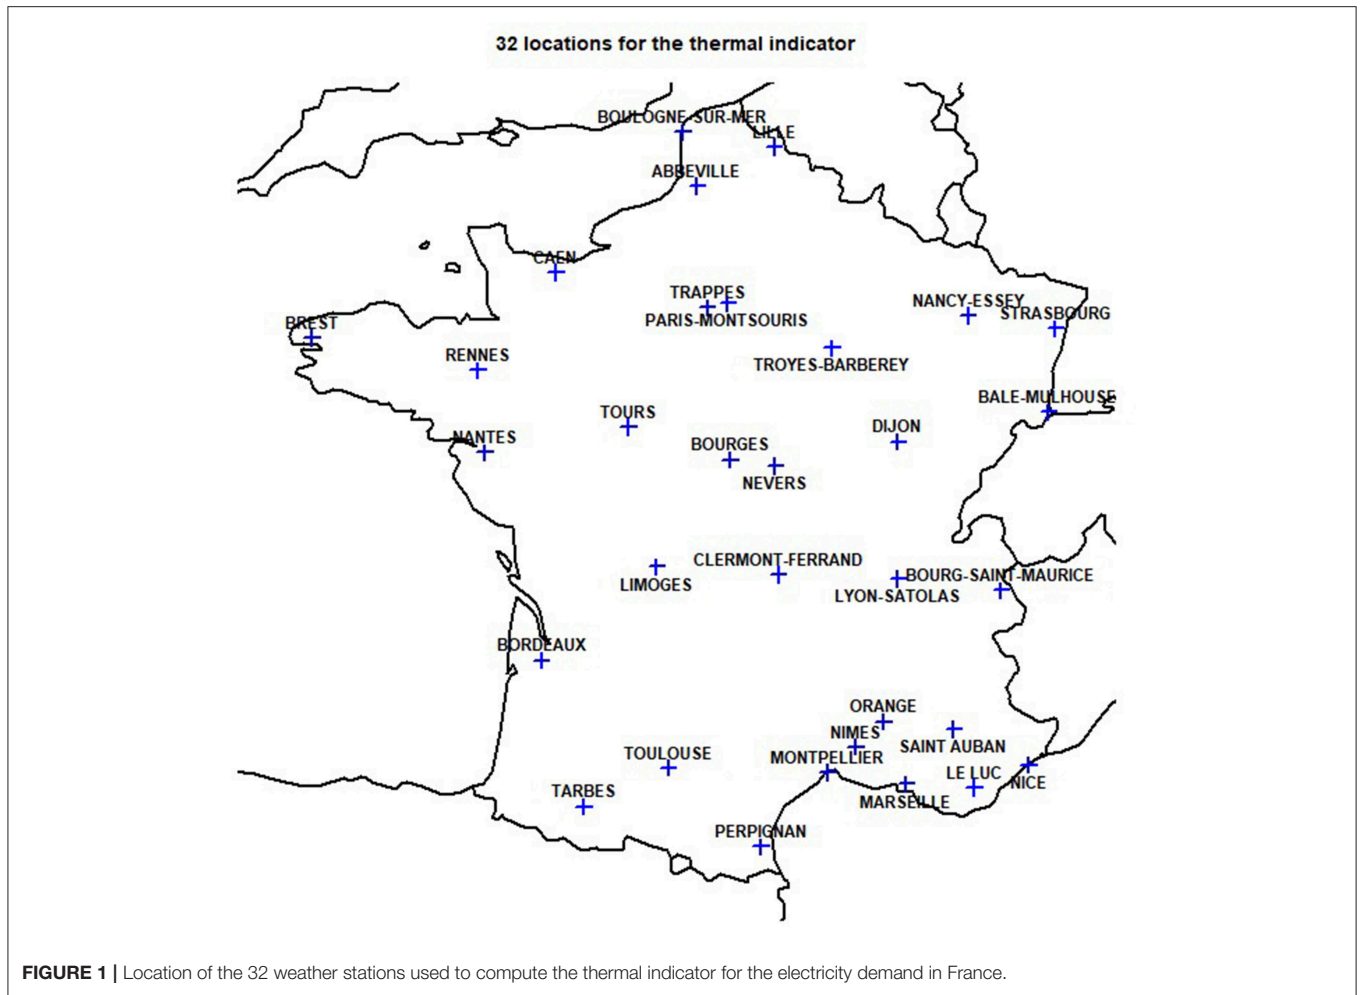 32 locations for the thermal indicator
BOULOGNE-SUR-MER
LILLE
ABBEVILLE
CAEN
TRAPPES
PARIS-MONTSOURIS
NANCY-ESSEY
STRASBOURG
BREST
RENNES
TROYES-BARBEREY
BALE-MULHOUSE
TOURS
NANTES
BOURGES
DIJON
NEVERS
CLERMONT-FERRAND
LIMOGES
BOURG-SAINT-MAURICE
LYON-SATOLAS
BORDEAUX
ORANGE
NIMES
SAINT AUBAN
TOULOUSE
MONTPELLIER
LE LUC
NICE
TARBES
MARSEILLE
PERPIGNAN
FIGURE 1 | Location of the 32 weather stations used to compute the thermal indicator for the electricity demand in France.